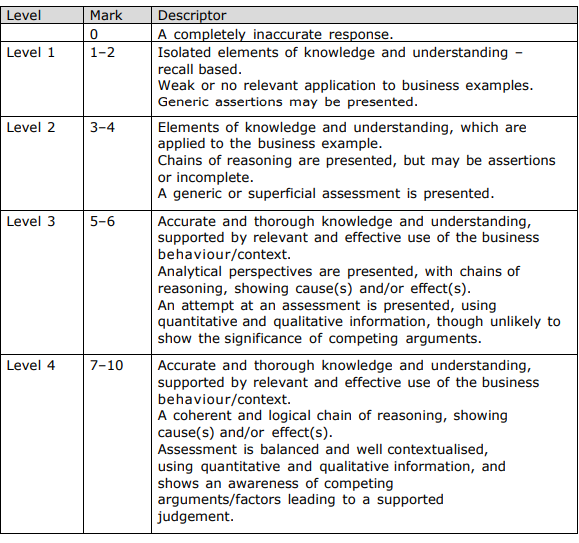 Level Mark Descriptor
0 A completely inaccurate response.
Level 1 1–2 Isolated elements of knowledge and understanding –
recall based.
Weak or no relevant application to business examples.
Generic assertions may be presented.
Level 2 3–4 Elements of knowledge and understanding, which are
applied to the business example.
Chains of reasoning are presented, but may be assertions
or incomplete.
A generic or superficial assessment is presented.
Level 3 5–6 Accurate and thorough knowledge and understanding,
supported by relevant and effective use of the business
behaviour/context.
Analytical perspectives are presented, with chains of
reasoning, showing cause(s) and/or effect(s).
An attempt at an assessment is presented, using
quantitative and qualitative information, though unlikely to
show the significance of competing arguments.
Level 4 7–10 Accurate and thorough knowledge and understanding,
supported by relevant and effective use of the business
behaviour/context.
A coherent and logical chain of reasoning, showing
cause(s) and/or effect(s).
Assessment is balanced and well contextualised,
using quantitative and qualitative information, and
shows an awareness of competing
arguments/factors leading to a supported
judgement.